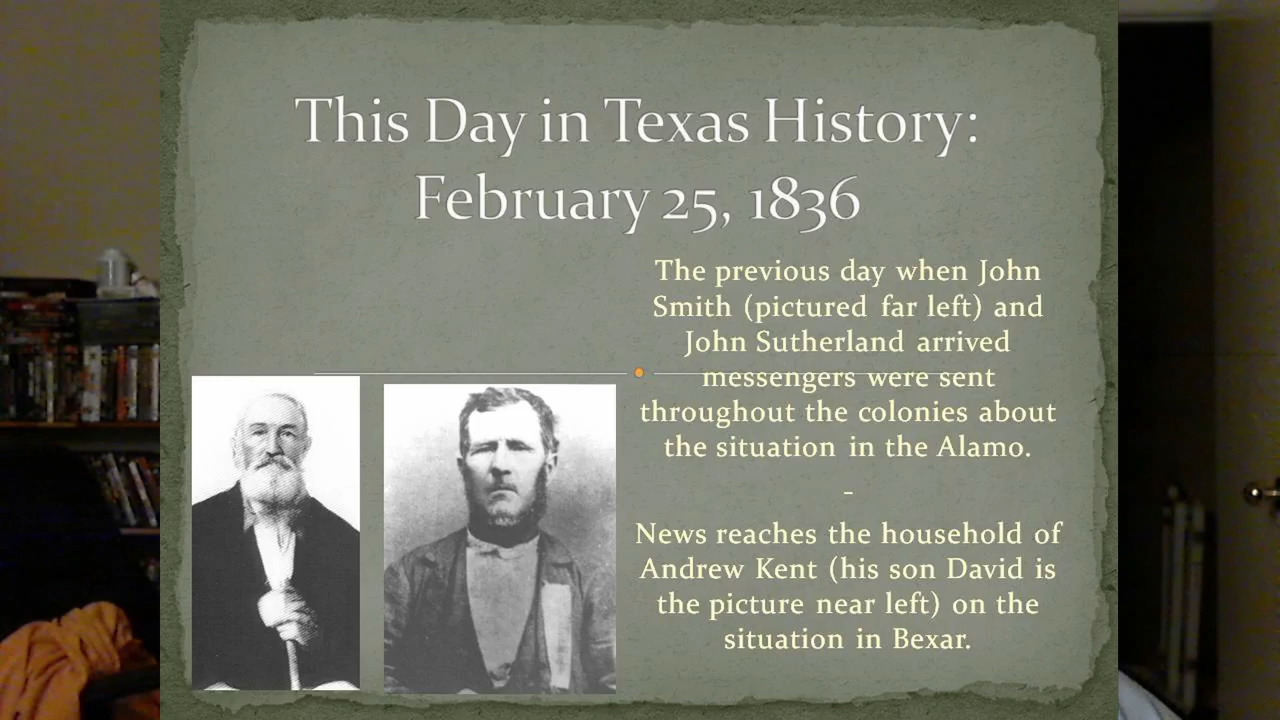 This Day in Texas History:
February 25, 1836
The previous day when John
Smith (pictured far left) and
John Sutherland arrived
messengers were sent
throughout the colonies about
the situation in the Alamo.
-
News reaches the household of
Andrew Kent (his son David is
the picture near left) on the
situation in Bexar.